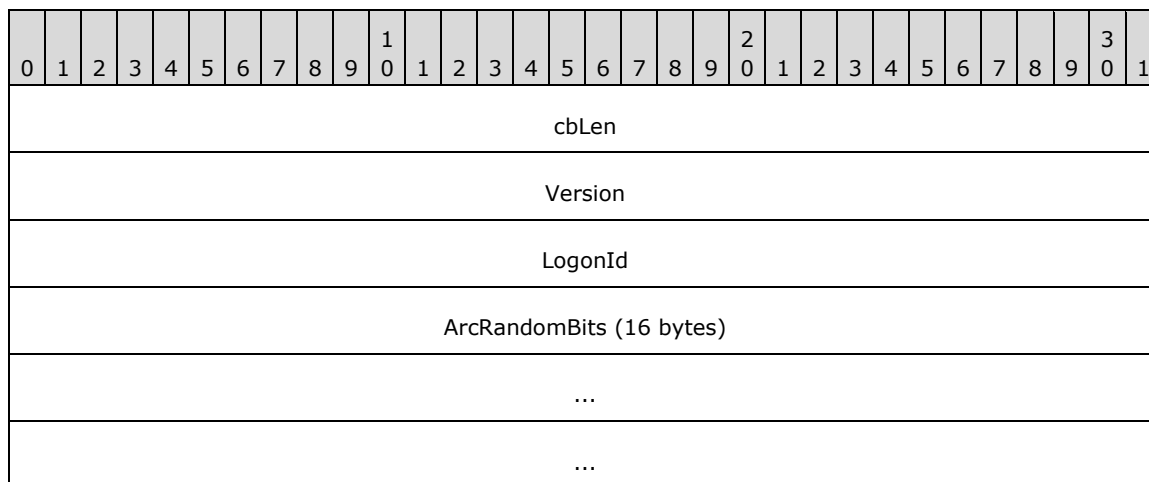 1 2 3
0 1 2 3 4 5 6 7 8 9 0 1 2 3 4 5 6 7 8 9 0 1 2 3 4 5 6 7 8 9 0 1
cbLen
Version
LogonId
ArcRandomBits (16 bytes)
...
...